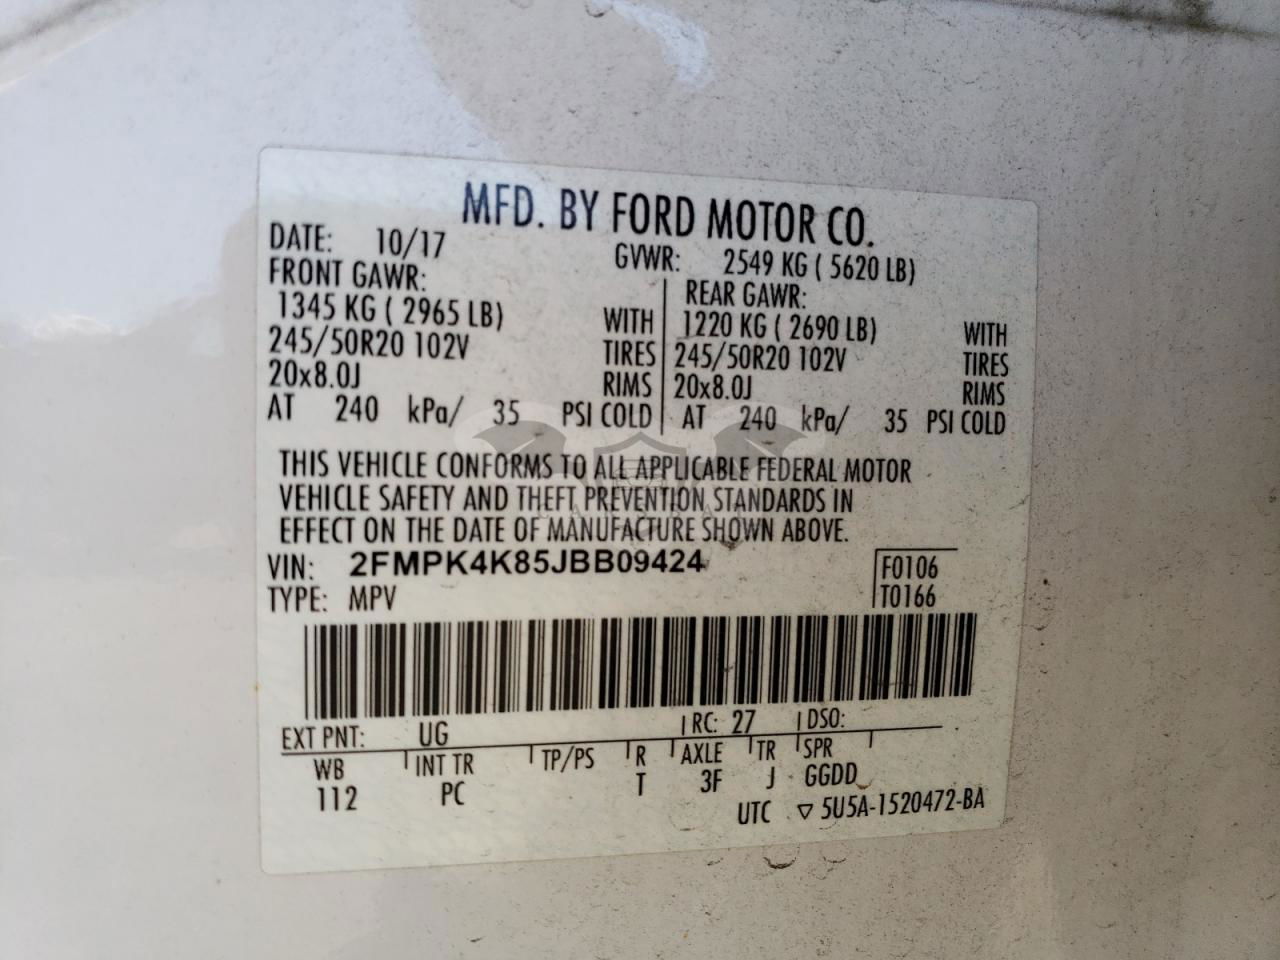 MFD. BY FORD MOTOR CO.
DATE: 10/17 GVWR: 2549 KG ( 5620 LB)
FRONT GAWR: REAR GAWR:
1345 KG ( 2965 LB) WITH 1220 KG ( 2690 LB) WITH
245/50R20 102V TIRES 245/50R20 102V TIRES
20x8.0J RIMS 20x8.0J RIMS
AT 240 kPa/ 35 PSI COLD AT 240 kPa/ 35 PSI COLD
THIS VEHICLE CONFORMS TO ALL APPLICABLE FEDERAL MOTOR
VEHICLE SAFETY AND THEFT PREVENTION STANDARDS IN
EFFECT ON THE DATE OF MANUFACTURE SHOWN ABOVE.
VIN: 2FMPK4K85JBB09424 F0106
TYPE: MPV T0166
EXT PNT: UG RC: 27 DSO:
WB INT TR TP/PS R AXLE TR SPR
112 PC T 3F J GGDD
UTC ▽ 5U5A-1520472-BA